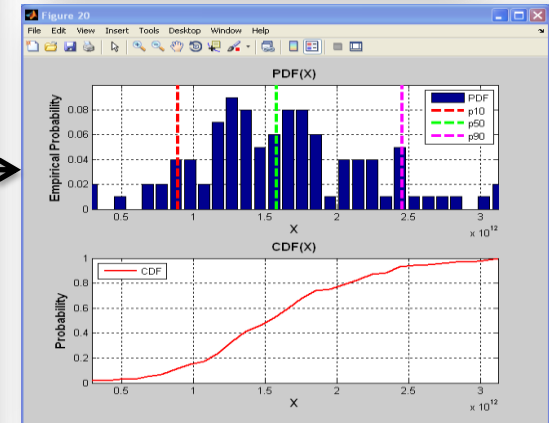 Figure 20
File Edit View Insert Tools Desktop Window Help
PDF(X)
Empirical Probability
0.08
0.06
0.04
0.02
0
PDF
p10
p50
p90
0.5 1 1.5 2 2.5 3
X
x 10^12
CDF(X)
Probability
1
0.8
0.6
0.4
0.2
0
CDF
0.5 1 1.5 2 2.5 3
X
x 10^12